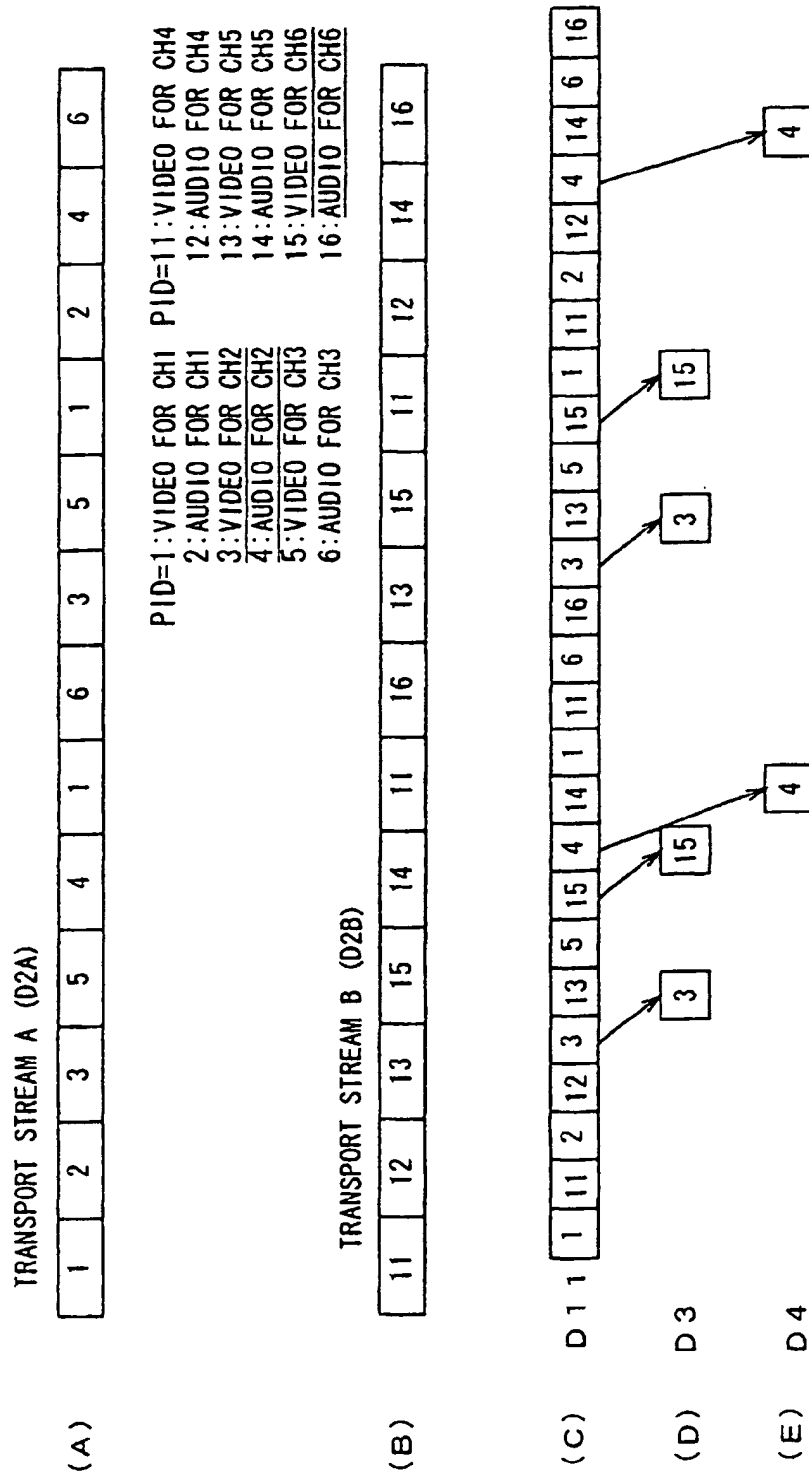 TRANSPORT STREAM A (D2A)
(A) 1 2 3 5 4 1 6 3 5 1 2 4 6
PID=1:VIDEO FOR CH1 PID=11:VIDEO FOR CH4
2:AUDIO FOR CH1 12:AUDIO FOR CH4
3:VIDEO FOR CH2 13:VIDEO FOR CH5
4:AUDIO FOR CH2 14:AUDIO FOR CH5
5:VIDEO FOR CH3 15:VIDEO FOR CH6
6:AUDIO FOR CH3 16:AUDIO FOR CH6
TRANSPORT STREAM B (D2B)
(B) 11 12 13 15 14 11 16 13 15 11 12 14 16
(C) D11 1 11 2 12 3 13 5 15 4 14 1 11 6 16 3 13 5 15 1 11 2 12 4 14 6 16
(D) D3 3 15 3 15
(E) D4 4 4